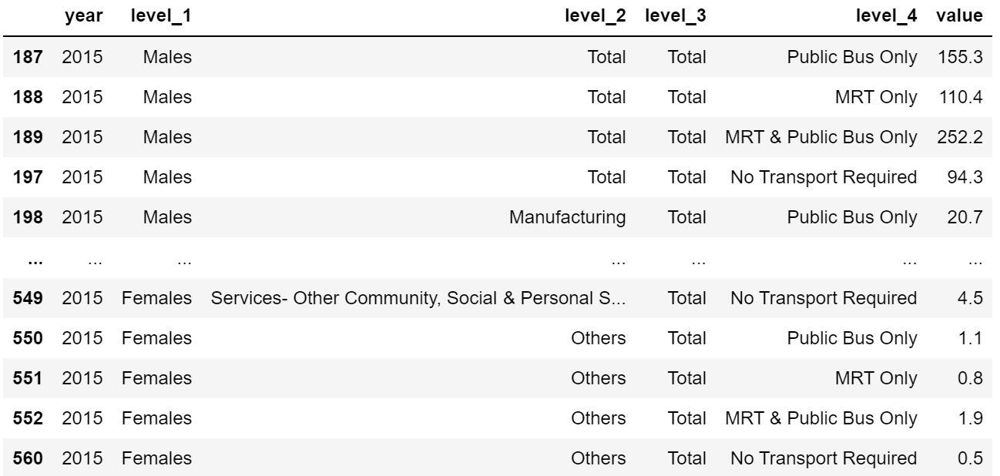 year level_1 level_2 level_3 level_4 value
187 2015 Males Total Total Public Bus Only 155.3
188 2015 Males Total Total MRT Only 110.4
189 2015 Males Total Total MRT & Public Bus Only 252.2
197 2015 Males Total Total No Transport Required 94.3
198 2015 Males Manufacturing Total Public Bus Only 20.7
... ... ... ... ... ... ...
549 2015 Females Services- Other Community, Social & Personal S... Total No Transport Required 4.5
550 2015 Females Others Total Public Bus Only 1.1
551 2015 Females Others Total MRT Only 0.8
552 2015 Females Others Total MRT & Public Bus Only 1.9
560 2015 Females Others Total No Transport Required 0.5